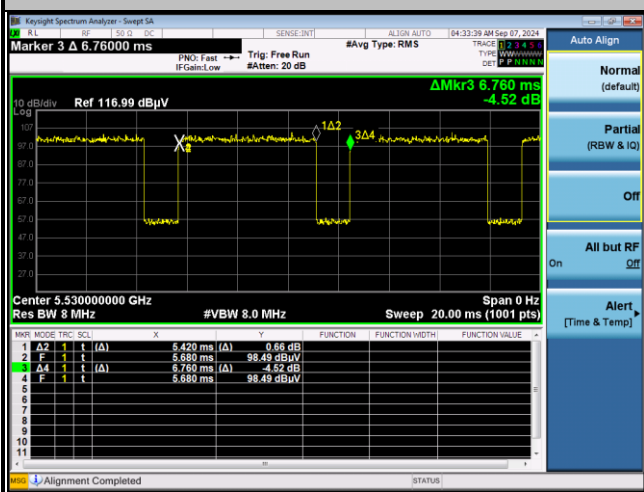 Keysight Spectrum Analyzer - Swept SA
RL RF 50 Ω DC SENSE:INT ALIGN AUTO 04:33:39 AM Sep 07, 2024
Marker 3 Δ 6.76000 ms
PNO: Fast
IFGain:Low
Trig: Free Run
#Atten: 20 dB
#Avg Type: RMS
TRACE 1 2 3 4 5 6
TYPE WWWWWW
DET P P N N N N
Auto Align
ΔMkr3 6.760 ms
-4.52 dB
10 dB/div Ref 116.99 dBµV
Log
107
97.0
87.0
77.0
67.0
57.0
47.0
37.0
27.0
1Δ2
3Δ4
Normal
(default)
Partial
(RBW & IQ)
Off
All but RF
On Off
Alert
[Time & Temp]
Center 5.530000000 GHz Span 0 Hz
Res BW 8 MHz #VBW 8.0 MHz Sweep 20.00 ms (1001 pts)
MKR MODE TRC SCL X Y FUNCTION FUNCTION WIDTH FUNCTION VALUE
1 Δ2 1 t (Δ) 5.420 ms (Δ) 0.66 dB
2 F 1 t 5.680 ms 98.49 dBµV
3 Δ4 1 t (Δ) 6.760 ms (Δ) -4.52 dB
4 F 1 t 5.680 ms 98.49 dBµV
5
6
7
8
9
10
11
MSG Alignment Completed STATUS